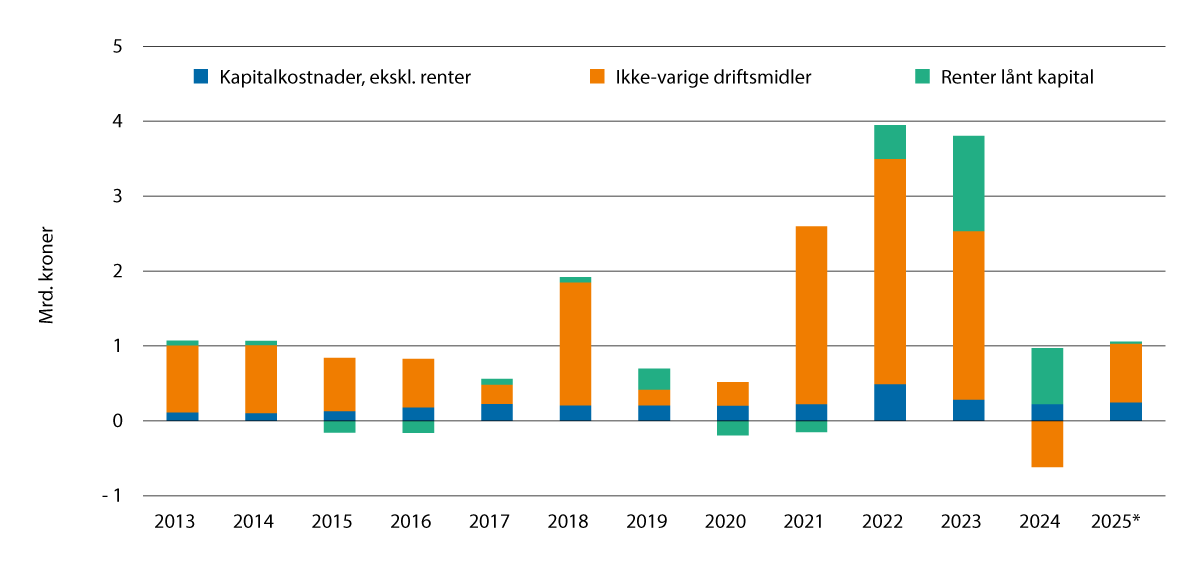 5
Kapitalkostnader, ekskl. renter
Ikke-varige driftsmidler
Renter lånt kapital
4
3
2
1
0
- 1
Mrd. kroner
2013 2014 2015 2016 2017 2018 2019 2020 2021 2022 2023 2024 2025*